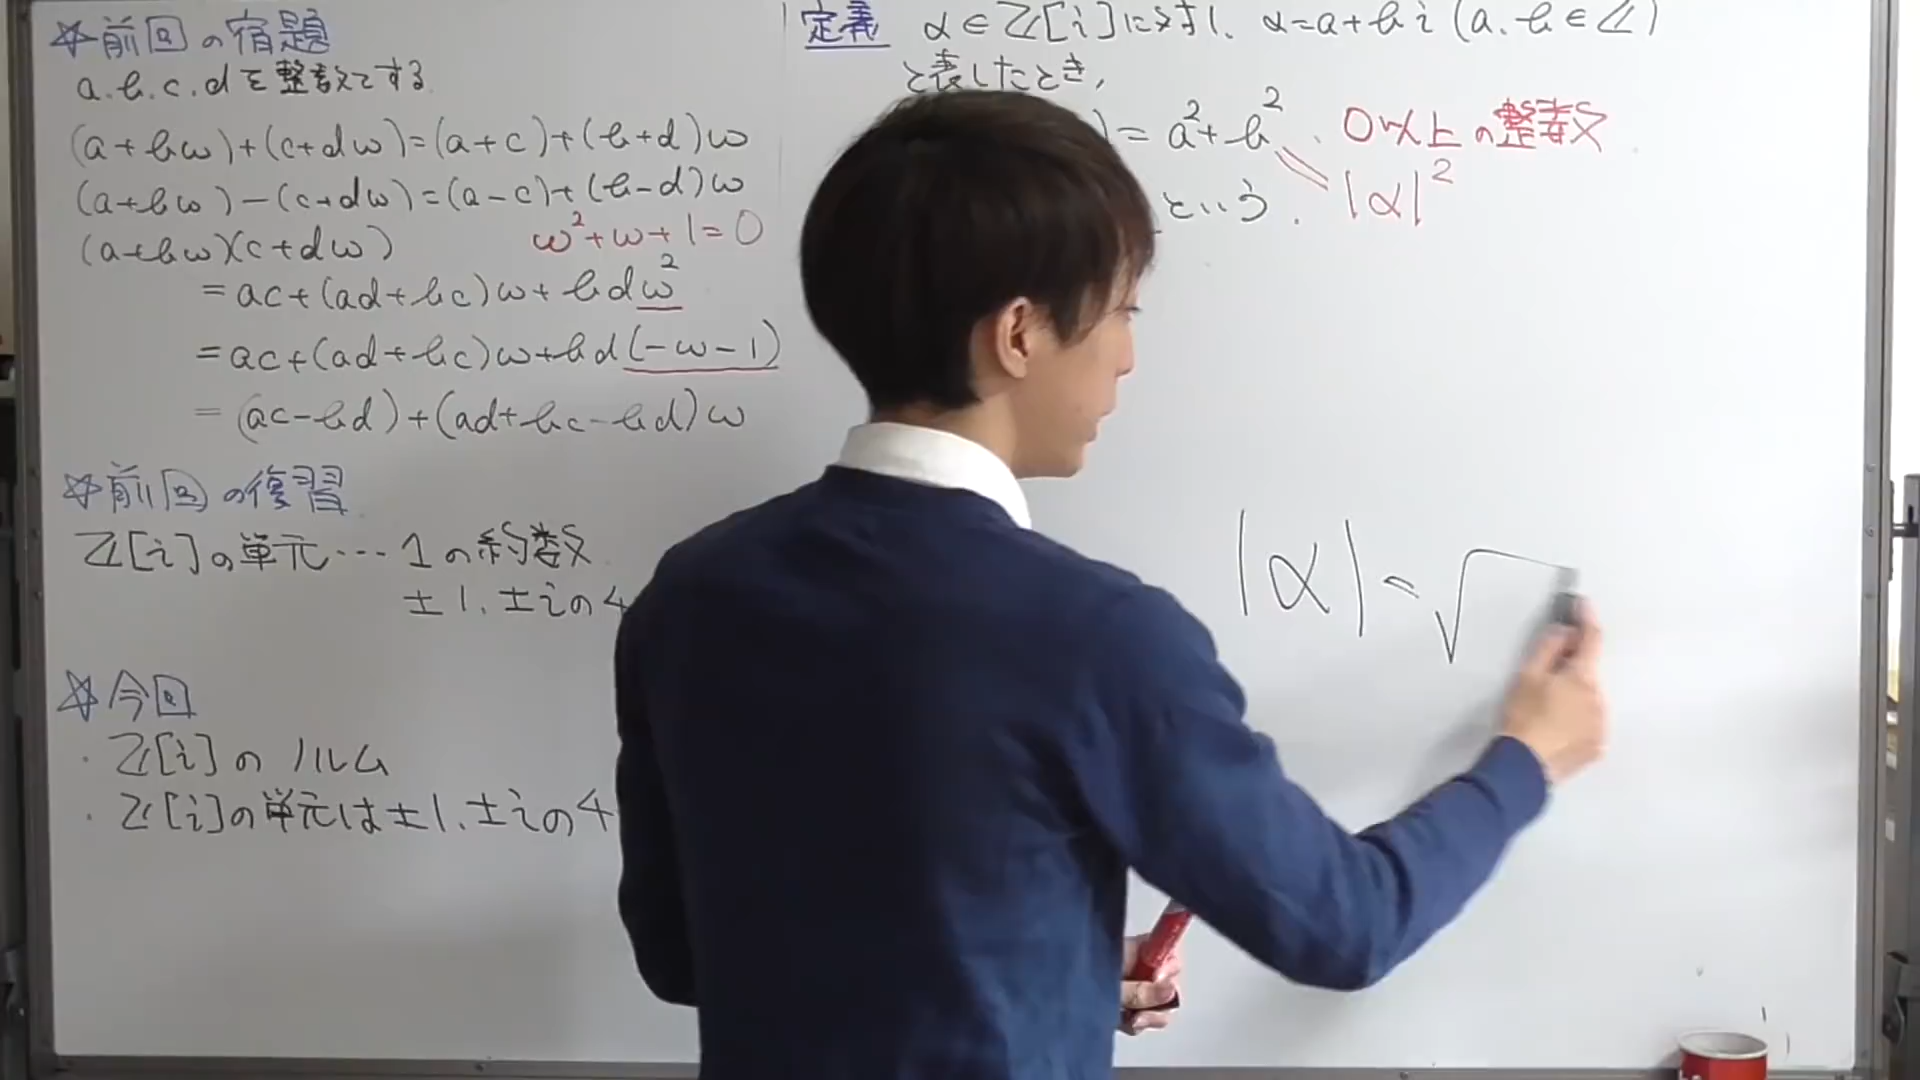 ☆前回の宿題
a.b.c.dを整数とする
(a+bω)+(c+dω)=(a+c)+(b+d)ω
(a+bω)-(c+dω)=(a-c)+(b-d)ω
(a+bω)(c+dω)
ω²+ω+1=0
=ac+(ad+bc)ω+bdω²
=ac+(ad+bc)ω+bd(-ω-1)
=(ac-bd)+(ad+bc-bd)ω
☆前回の復習
ℤ[i]の単元…1の約数
±1.±iの4
☆今回
・ℤ[i]のノルム
・ℤ[i]の単元は±1.±iの4
定義 α∈ℤ[i]に対し、α=a+bi(a.b∈ℤ)
と表したとき,
)=a²+b². 0以上の整数
という. |α|²
|α|=√